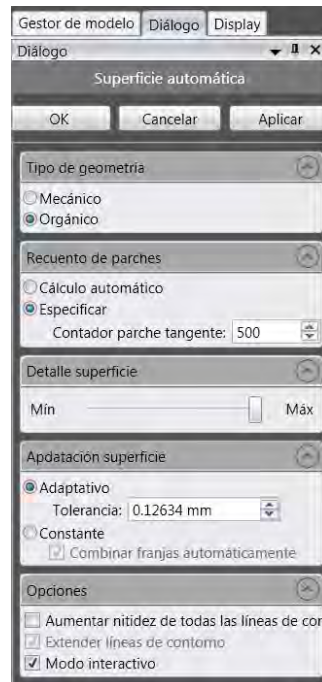 Gestor de modelo Diálogo Display
Diálogo
Superficie automática
OK Cancelar Aplicar
Tipo de geometria
Mecánico
Orgánico
Recuento de parches
Cálculo automático
Especificar
Contador parche tangente: 500
Detalle superficie
Mín Máx
Apdatación superficie
Adaptativo
Tolerancia: 0.12634 mm
Constante
Combinar franjas automáticamente
Opciones
Aumentar nitidez de todas las líneas de cor
Extender líneas de contorno
Modo interactivo